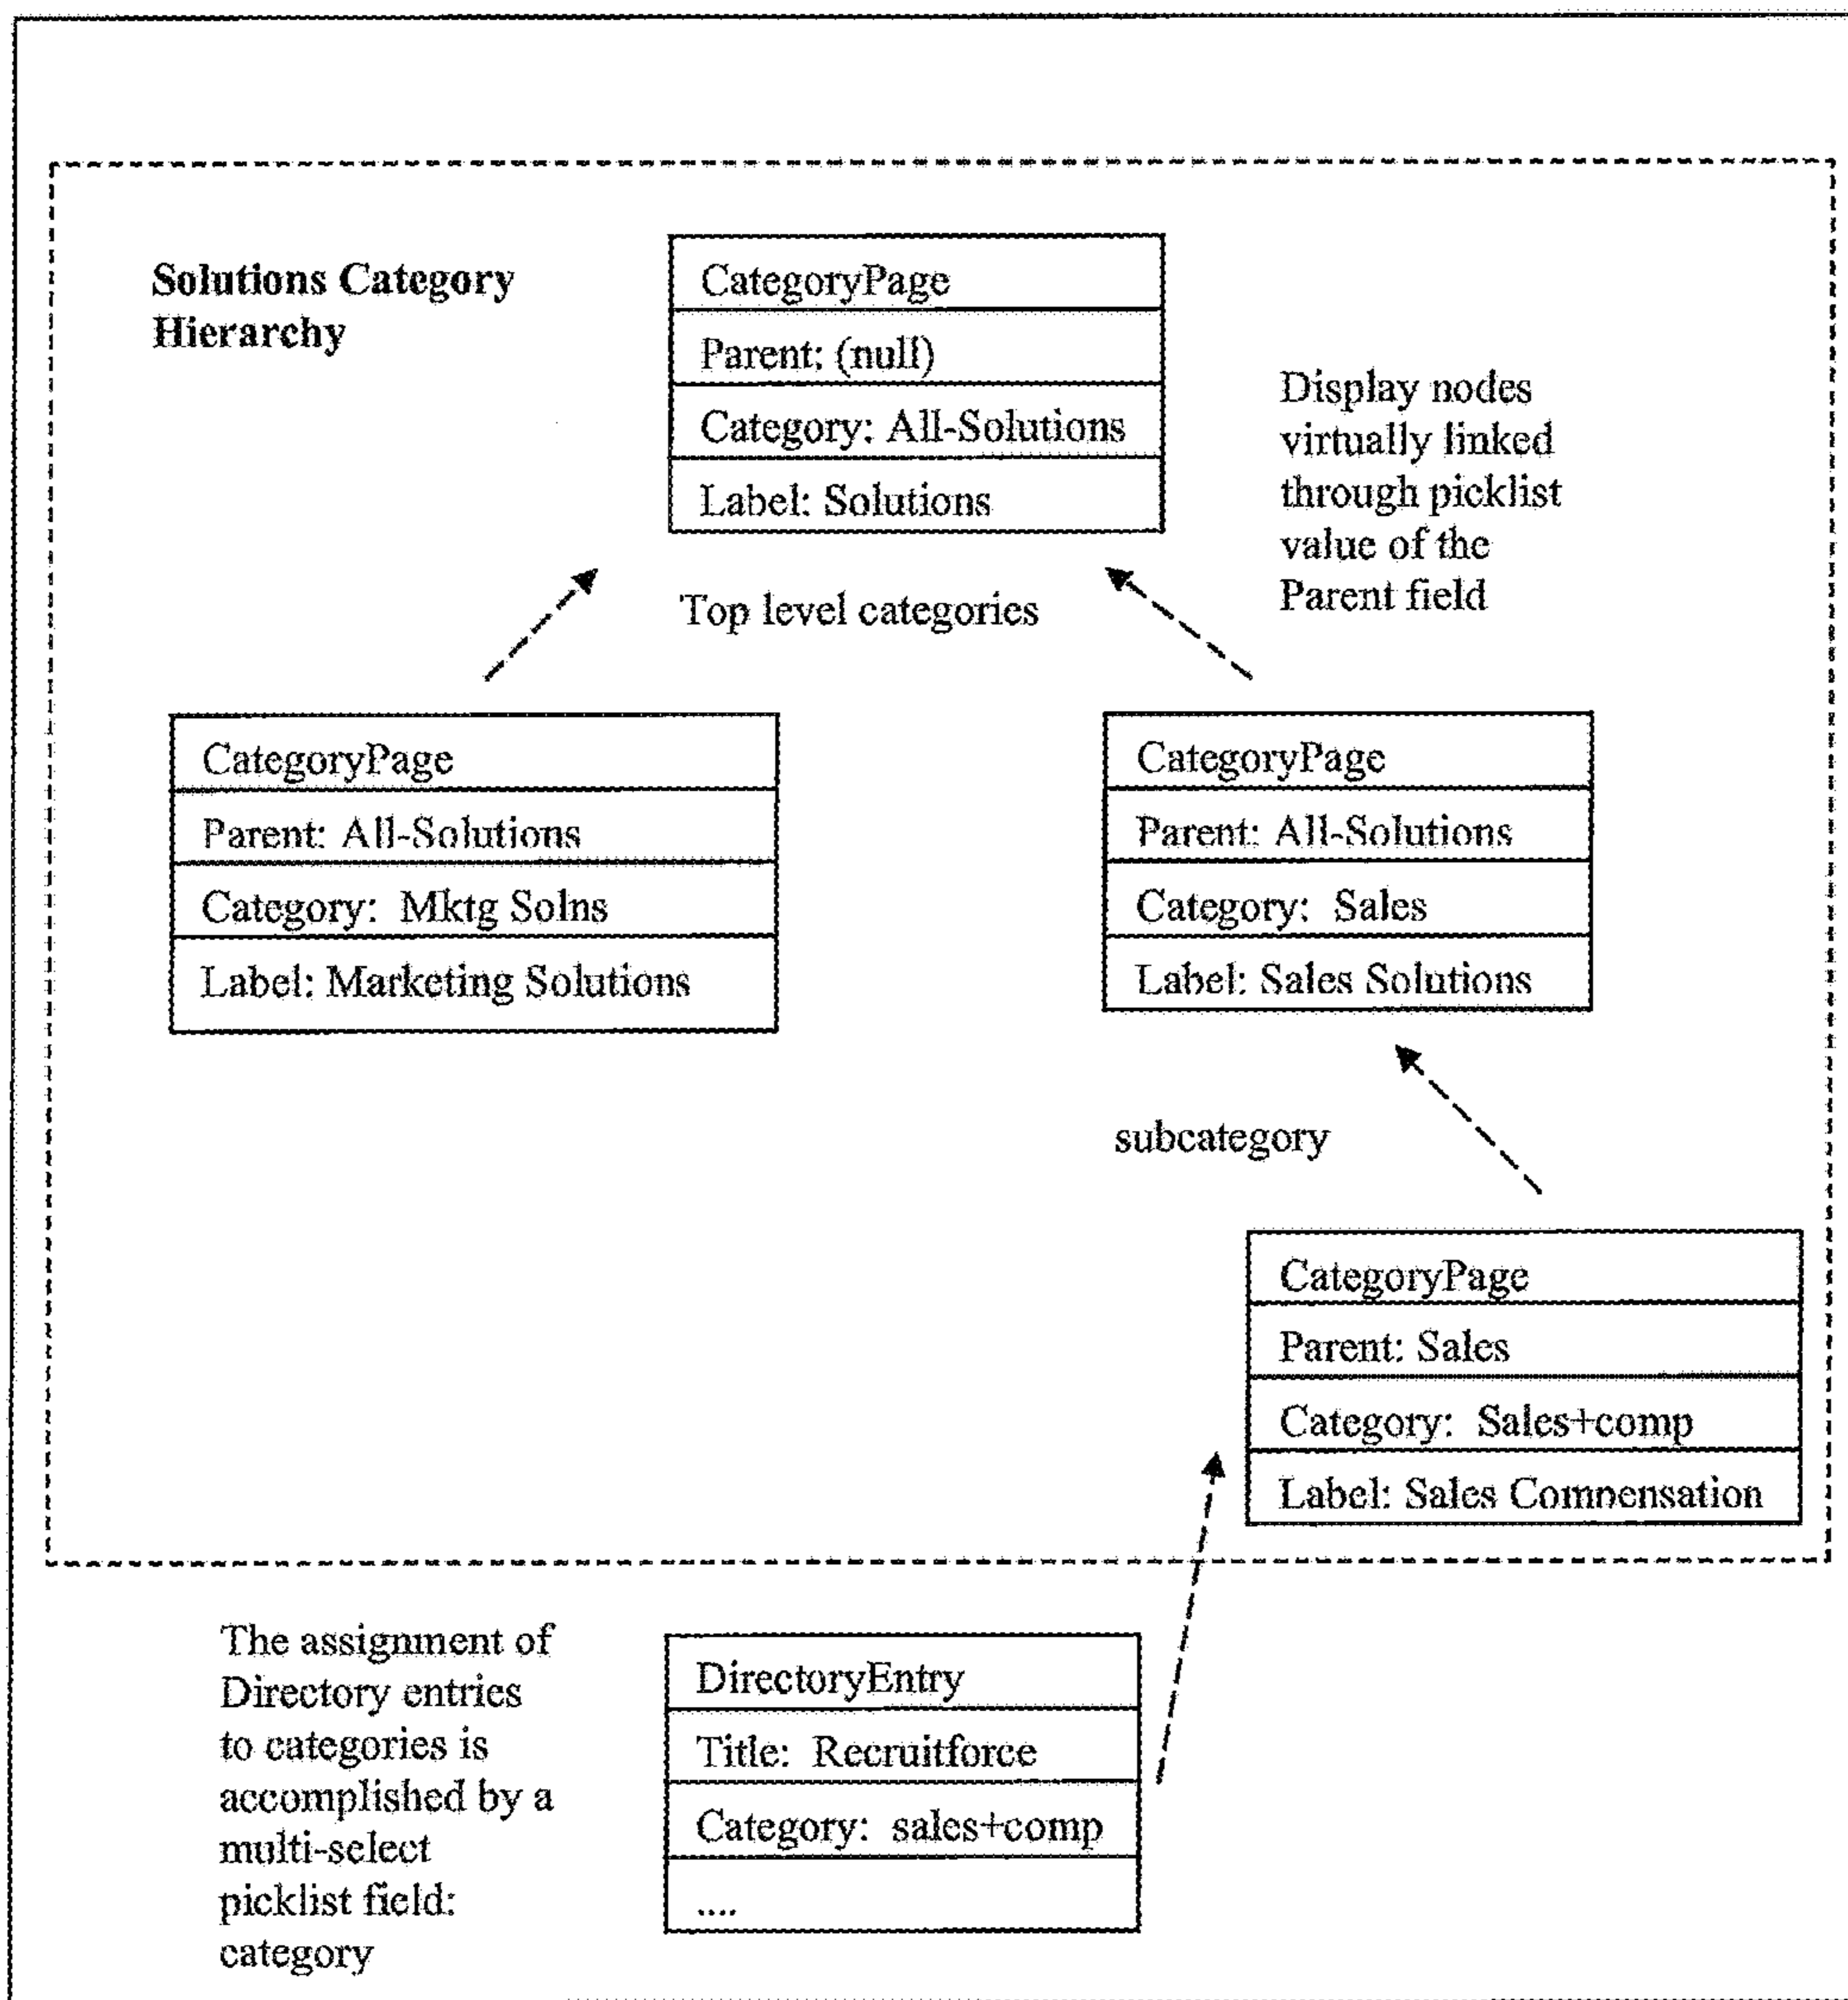 Solutions Category
Hierarchy
CategoryPage
Parent: (null)
Category: All-Solutions
Label: Solutions
Display nodes
virtually linked
through picklist
value of the
Parent field
Top level categories
CategoryPage
Parent: All-Solutions
Category: Mktg Solns
Label: Marketing Solutions
CategoryPage
Parent: All-Solutions
Category: Sales
Label: Sales Solutions
subcategory
CategoryPage
Parent: Sales
Category: Sales+comp
Label: Sales Compensation
The assignment of
Directory entries
to categories is
accomplished by a
multi-select
picklist field:
category
DirectoryEntry
Title: Recruitforce
Category: sales+comp
....